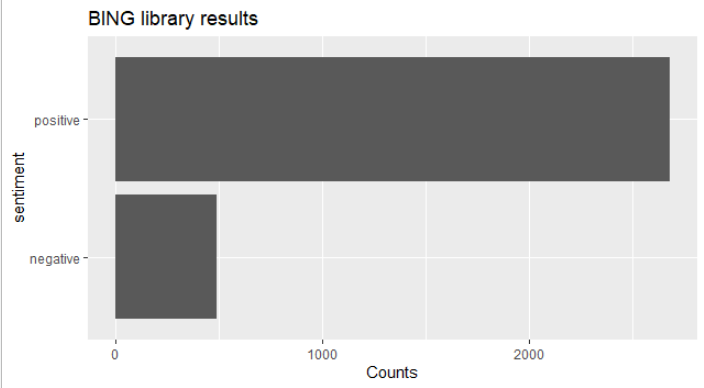 BING library results
positive
sentiment
negative
0 1000 2000
Counts